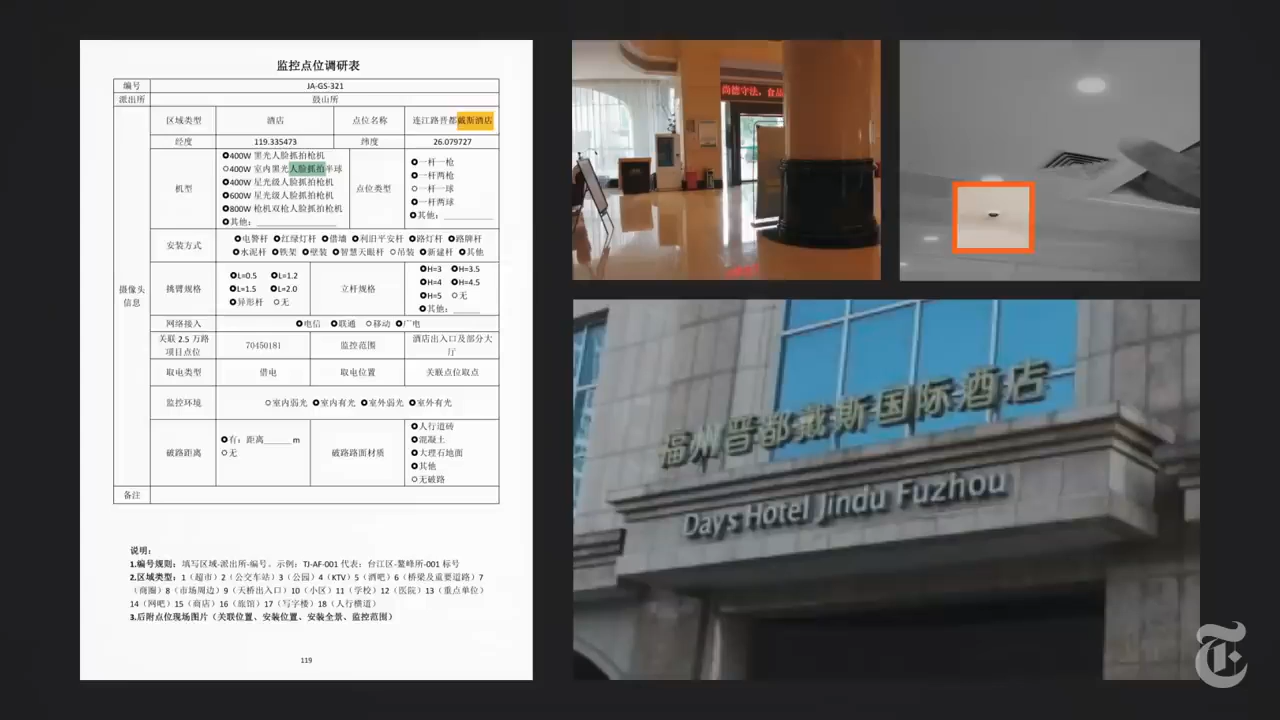 监控点位调研表
编号 JA-GS-321
派出所 鼓山所
摄像头信息
区域类型 酒店 点位名称 连江路晋都戴斯酒店
经度 119.335473 纬度 26.079727
机型
400W 黑光人脸抓拍枪机
400W 室内黑光人脸抓拍半球
400W 星光级人脸抓拍枪机
600W 星光级人脸抓拍枪机
800W 枪机双枪人脸抓拍枪机
其他:
点位类型
一杆一枪
一杆两枪
一杆一球
一杆两球
其他:
安装方式
电警杆 红绿灯杆 借墙 利旧平安杆 路灯杆 路牌杆
水泥杆 铁架 壁装 智慧天眼杆 吊装 新建杆 其他
挑臂规格
L=0.5 L=1.2
L=1.5 L=2.0
异形杆 无
立杆规格
H=3 H=3.5
H=4 H=4.5
H=5 无
其他:
网络接入 电信 联通 移动 广电
关联 2.5 万路
项目点位
70450181
监控范围
酒店出入口及部分大
厅
取电类型 借电 取电位置 关联点位取点
监控环境 室内弱光 室内有光 室外弱光 室外有光
破路距离
有：距离 m
无
破路路面材质
人行道砖
混凝土
大理石地面
其他
无破路
备注
说明：
1.编号规则：填写区域-派出所-编号。示例：TJ-AF-001 代表：台江区-鳌峰所-001 标号
2.区域类型：1（超市）2（公交车站）3（公园）4（KTV）5（酒吧）6（桥梁及重要道路）7
（商圈）8（市场周边）9（天桥出入口）10（小区）11（学校）12（医院）13（重点单位）
14（网吧）15（商店）16（旅馆）17（写字楼）18（人行横道）
3.后附点位现场图片（关联位置、安装位置、安装全景、监控范围）
119
尚德守法，食品
福州晋都戴斯国际酒店
Days Hotel Jindu Fuzhou
T